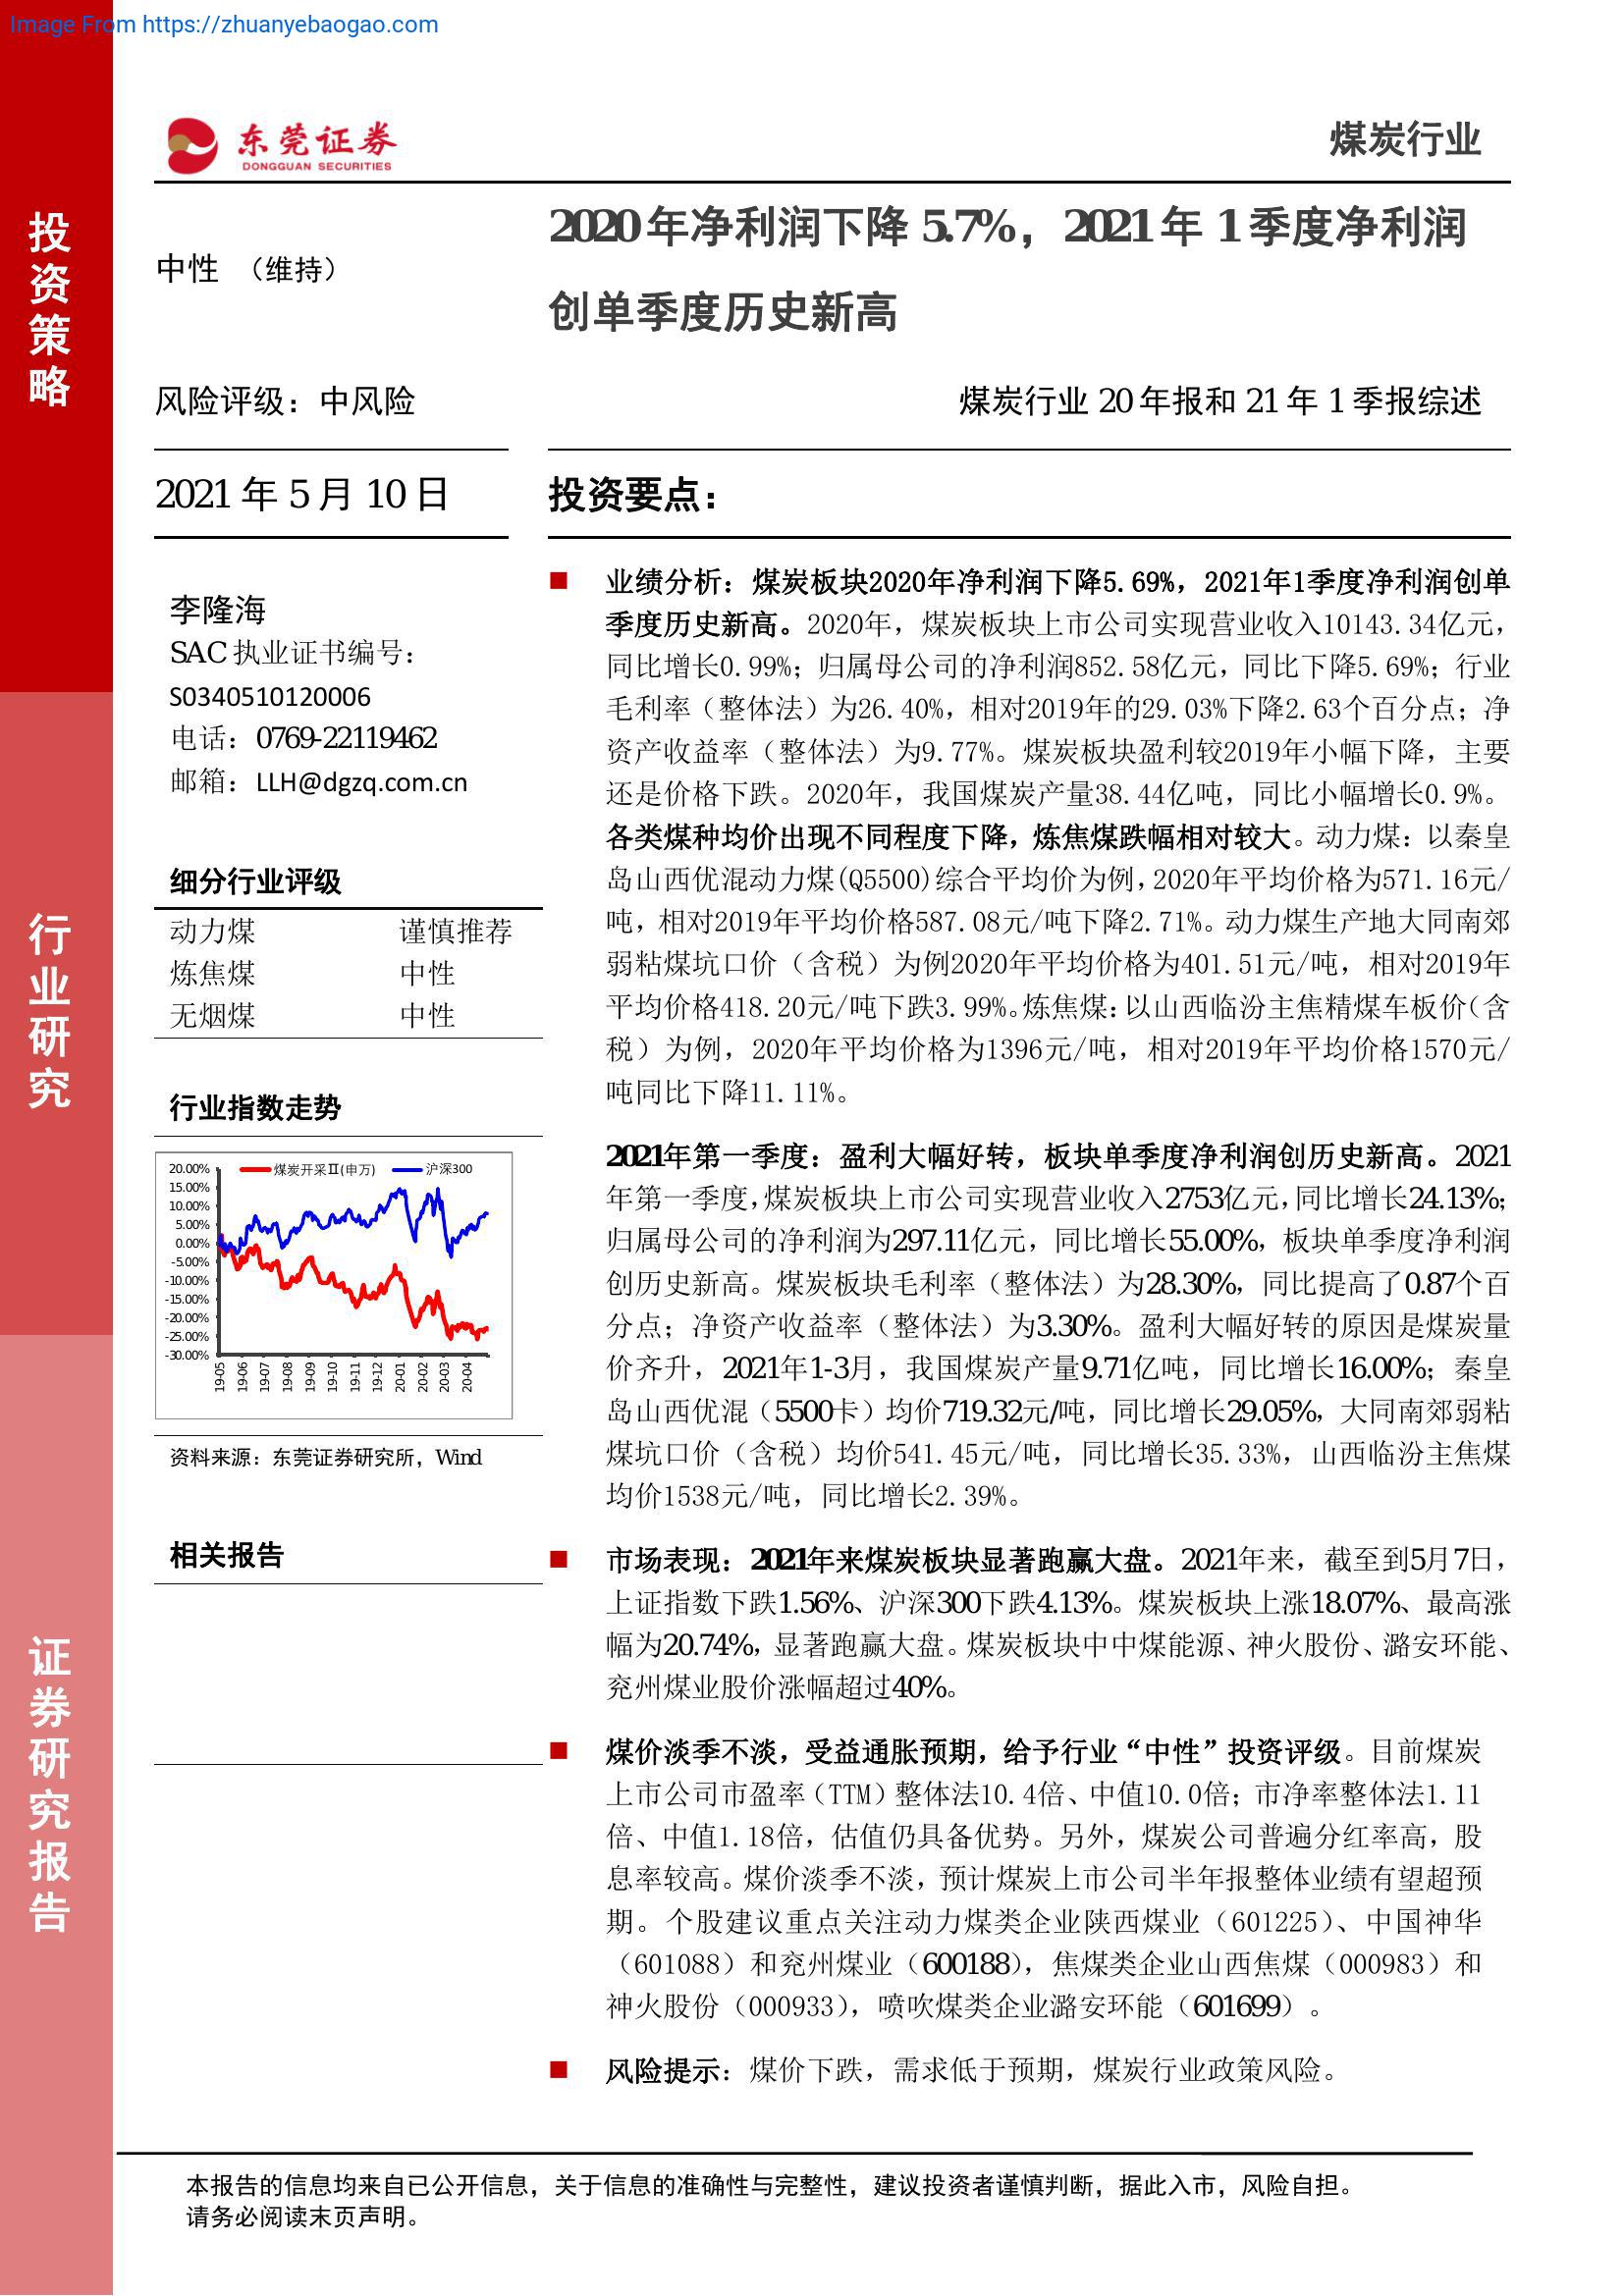 Image From https://zhuanyebaogao.com
东莞证券
DONGGUAN SECURITIES
煤炭行业
投资策略
行业研究
证券研究报告
中性 （维持）
2020 年净利润下降 5.7%，2021 年 1 季度净利润
创单季度历史新高
风险评级：中风险
煤炭行业 20 年报和 21 年 1 季报综述
2021 年 5 月 10 日
李隆海
SAC 执业证书编号：
S0340510120006
电话：0769-22119462
邮箱：LLH@dgzq.com.cn
细分行业评级
动力煤 谨慎推荐
炼焦煤 中性
无烟煤 中性
行业指数走势
煤炭开采Ⅱ(申万) 沪深300
20.00%
15.00%
10.00%
5.00%
0.00%
-5.00%
-10.00%
-15.00%
-20.00%
-25.00%
-30.00%
19-05 19-06 19-07 19-08 19-09 19-10 19-11 19-12 20-01 20-02 20-03 20-04
资料来源：东莞证券研究所，Wind
相关报告
投资要点：
业绩分析：煤炭板块2020年净利润下降5.69%，2021年1季度净利润创单
季度历史新高。2020年，煤炭板块上市公司实现营业收入10143.34亿元，
同比增长0.99%；归属母公司的净利润852.58亿元，同比下降5.69%；行业
毛利率（整体法）为26.40%，相对2019年的29.03%下降2.63个百分点；净
资产收益率（整体法）为9.77%。煤炭板块盈利较2019年小幅下降，主要
还是价格下跌。2020年，我国煤炭产量38.44亿吨，同比小幅增长0.9%。
各类煤种均价出现不同程度下降，炼焦煤跌幅相对较大。动力煤：以秦皇
岛山西优混动力煤(Q5500)综合平均价为例，2020年平均价格为571.16元/
吨，相对2019年平均价格587.08元/吨下降2.71%。动力煤生产地大同南郊
弱粘煤坑口价（含税）为例2020年平均价格为401.51元/吨，相对2019年
平均价格418.20元/吨下跌3.99%。炼焦煤：以山西临汾主焦精煤车板价(含
税）为例，2020年平均价格为1396元/吨，相对2019年平均价格1570元/
吨同比下降11.11%。
2021年第一季度：盈利大幅好转，板块单季度净利润创历史新高。2021
年第一季度，煤炭板块上市公司实现营业收入2753亿元，同比增长24.13%；
归属母公司的净利润为297.11亿元，同比增长55.00%，板块单季度净利润
创历史新高。煤炭板块毛利率（整体法）为28.30%，同比提高了0.87个百
分点；净资产收益率（整体法）为3.30%。盈利大幅好转的原因是煤炭量
价齐升，2021年1-3月，我国煤炭产量9.71亿吨，同比增长16.00%；秦皇
岛山西优混（5500卡）均价719.32元/吨，同比增长29.05%，大同南郊弱粘
煤坑口价（含税）均价541.45元/吨，同比增长35.33%，山西临汾主焦煤
均价1538元/吨，同比增长2.39%。
市场表现：2021年来煤炭板块显著跑赢大盘。2021年来，截至到5月7日，
上证指数下跌1.56%、沪深300下跌4.13%。煤炭板块上涨18.07%、最高涨
幅为20.74%，显著跑赢大盘。煤炭板块中中煤能源、神火股份、潞安环能、
兖州煤业股价涨幅超过40%。
煤价淡季不淡，受益通胀预期，给予行业“中性”投资评级。目前煤炭
上市公司市盈率（TTM）整体法10.4倍、中值10.0倍；市净率整体法1.11
倍、中值1.18倍，估值仍具备优势。另外，煤炭公司普遍分红率高，股
息率较高。煤价淡季不淡，预计煤炭上市公司半年报整体业绩有望超预
期。个股建议重点关注动力煤类企业陕西煤业（601225）、中国神华
（601088）和兖州煤业（600188），焦煤类企业山西焦煤（000983）和
神火股份（000933），喷吹煤类企业潞安环能（601699）。
风险提示：煤价下跌，需求低于预期，煤炭行业政策风险。
本报告的信息均来自已公开信息，关于信息的准确性与完整性，建议投资者谨慎判断，据此入市，风险自担。
请务必阅读末页声明。